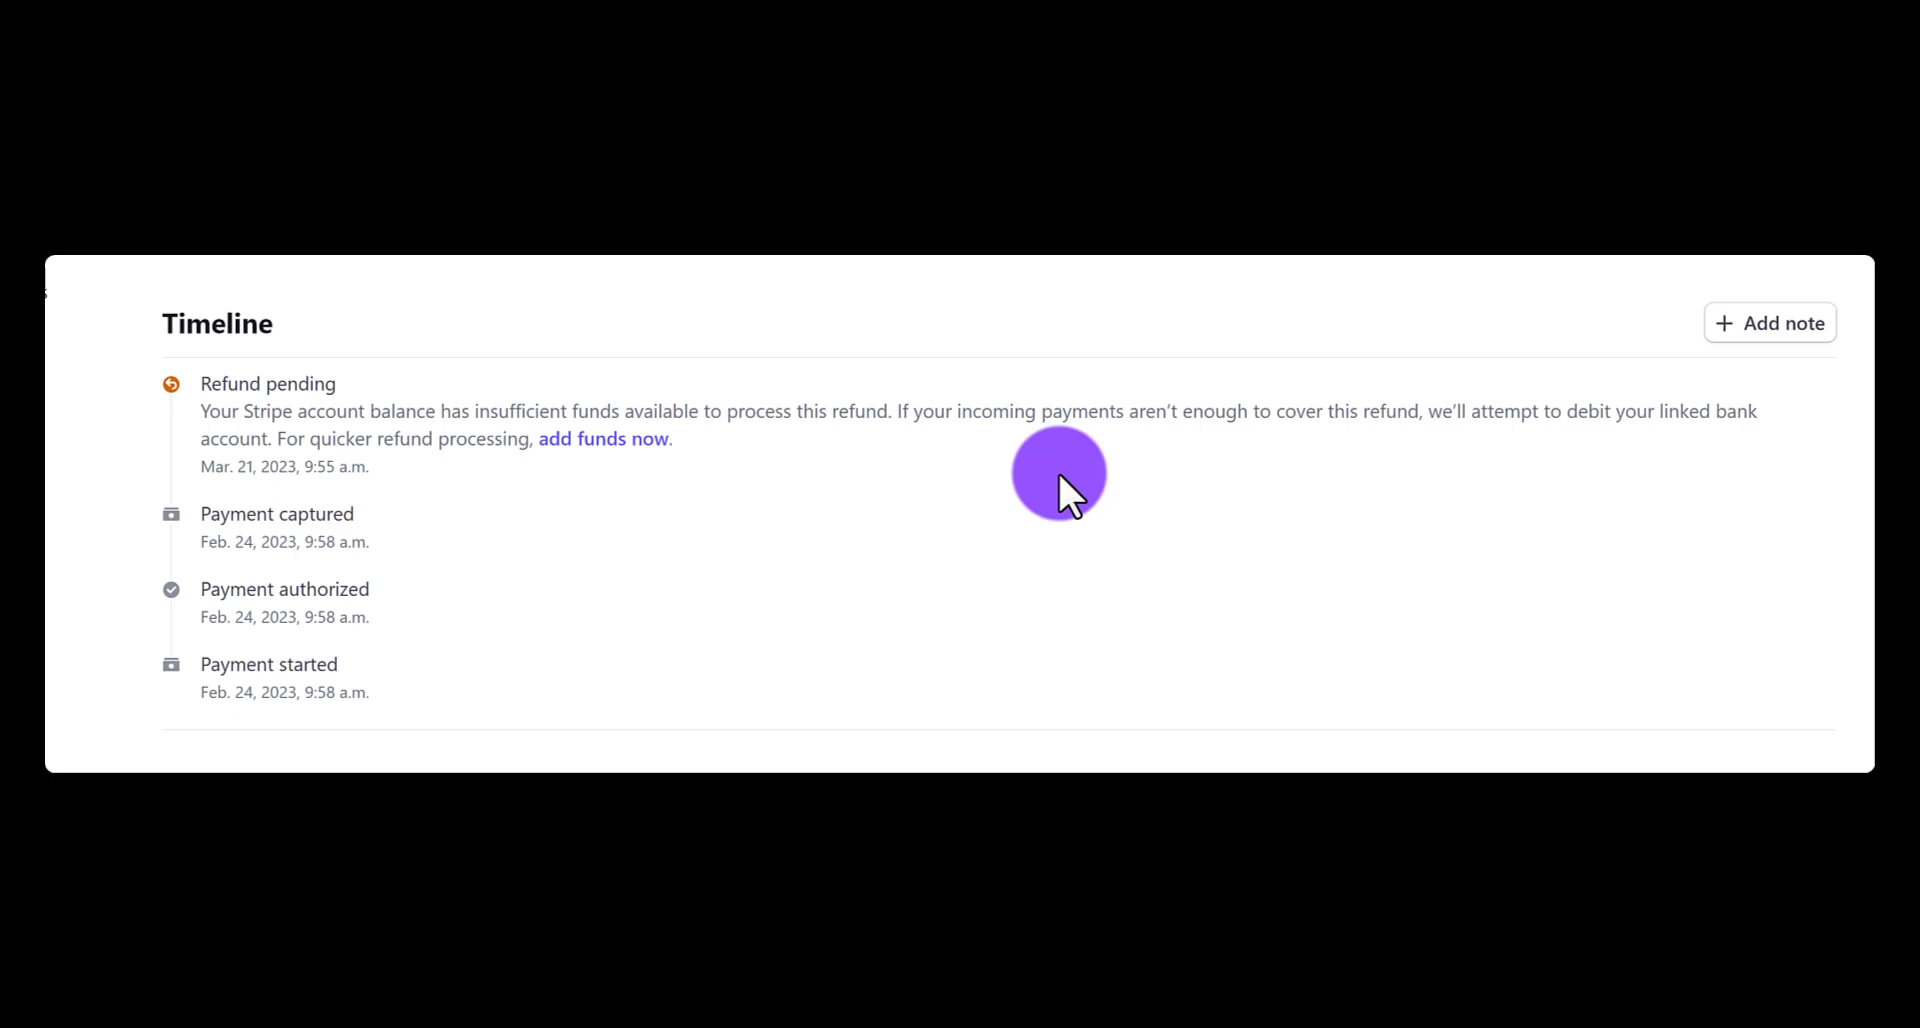 Timeline
+ Add note
Refund pending
Your Stripe account balance has insufficient funds available to process this refund. If your incoming payments aren’t enough to cover this refund, we’ll attempt to debit your linked bank
account. For quicker refund processing, add funds now.
Mar. 21, 2023, 9:55 a.m.
Payment captured
Feb. 24, 2023, 9:58 a.m.
Payment authorized
Feb. 24, 2023, 9:58 a.m.
Payment started
Feb. 24, 2023, 9:58 a.m.